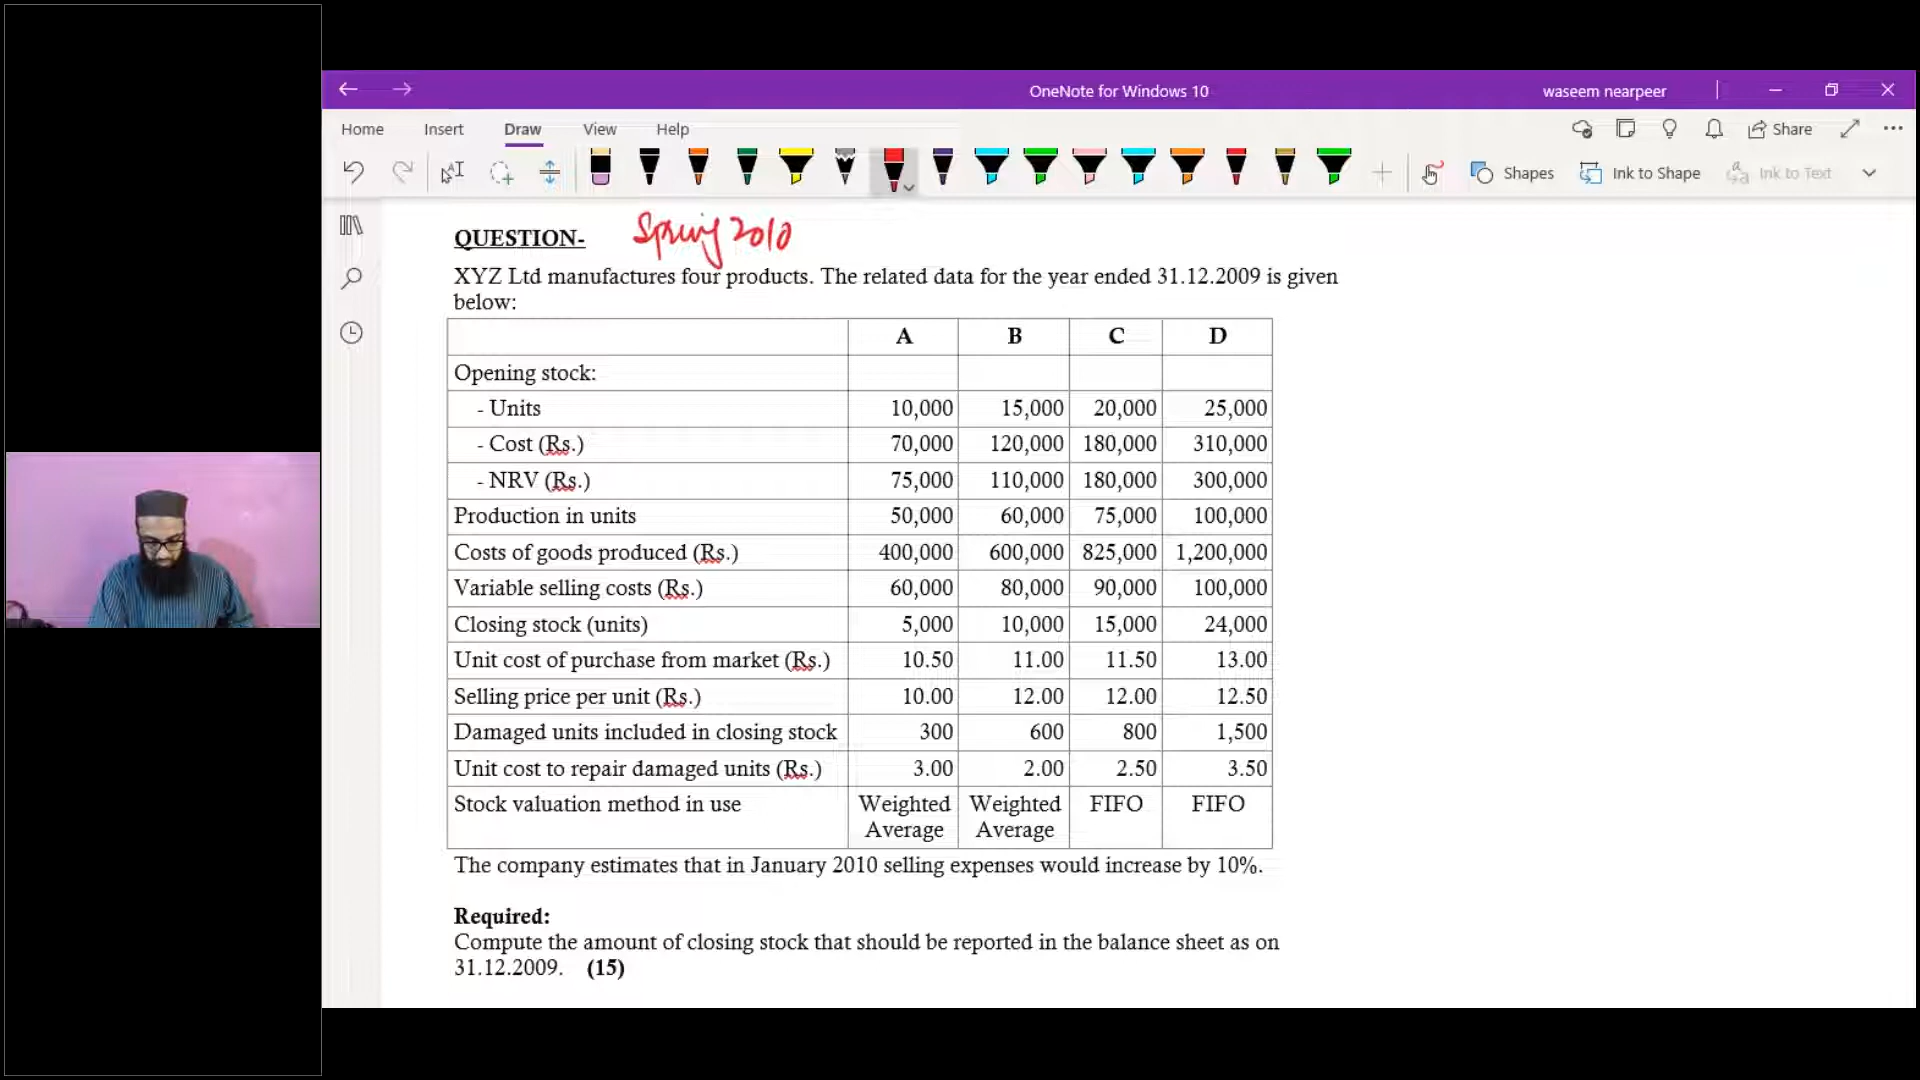 OneNote for Windows 10
waseem nearpeer
Home Insert Draw View Help
Share
Shapes Ink to Shape Ink to Text
QUESTION- Spring 2010
XYZ Ltd manufactures four products. The related data for the year ended 31.12.2009 is given
below:
A B C D
Opening stock:
- Units 10,000 15,000 20,000 25,000
- Cost (Rs.) 70,000 120,000 180,000 310,000
- NRV (Rs.) 75,000 110,000 180,000 300,000
Production in units 50,000 60,000 75,000 100,000
Costs of goods produced (Rs.) 400,000 600,000 825,000 1,200,000
Variable selling costs (Rs.) 60,000 80,000 90,000 100,000
Closing stock (units) 5,000 10,000 15,000 24,000
Unit cost of purchase from market (Rs.) 10.50 11.00 11.50 13.00
Selling price per unit (Rs.) 10.00 12.00 12.00 12.50
Damaged units included in closing stock 300 600 800 1,500
Unit cost to repair damaged units (Rs.) 3.00 2.00 2.50 3.50
Stock valuation method in use Weighted Weighted FIFO FIFO
Average Average
The company estimates that in January 2010 selling expenses would increase by 10%.
Required:
Compute the amount of closing stock that should be reported in the balance sheet as on
31.12.2009. (15)